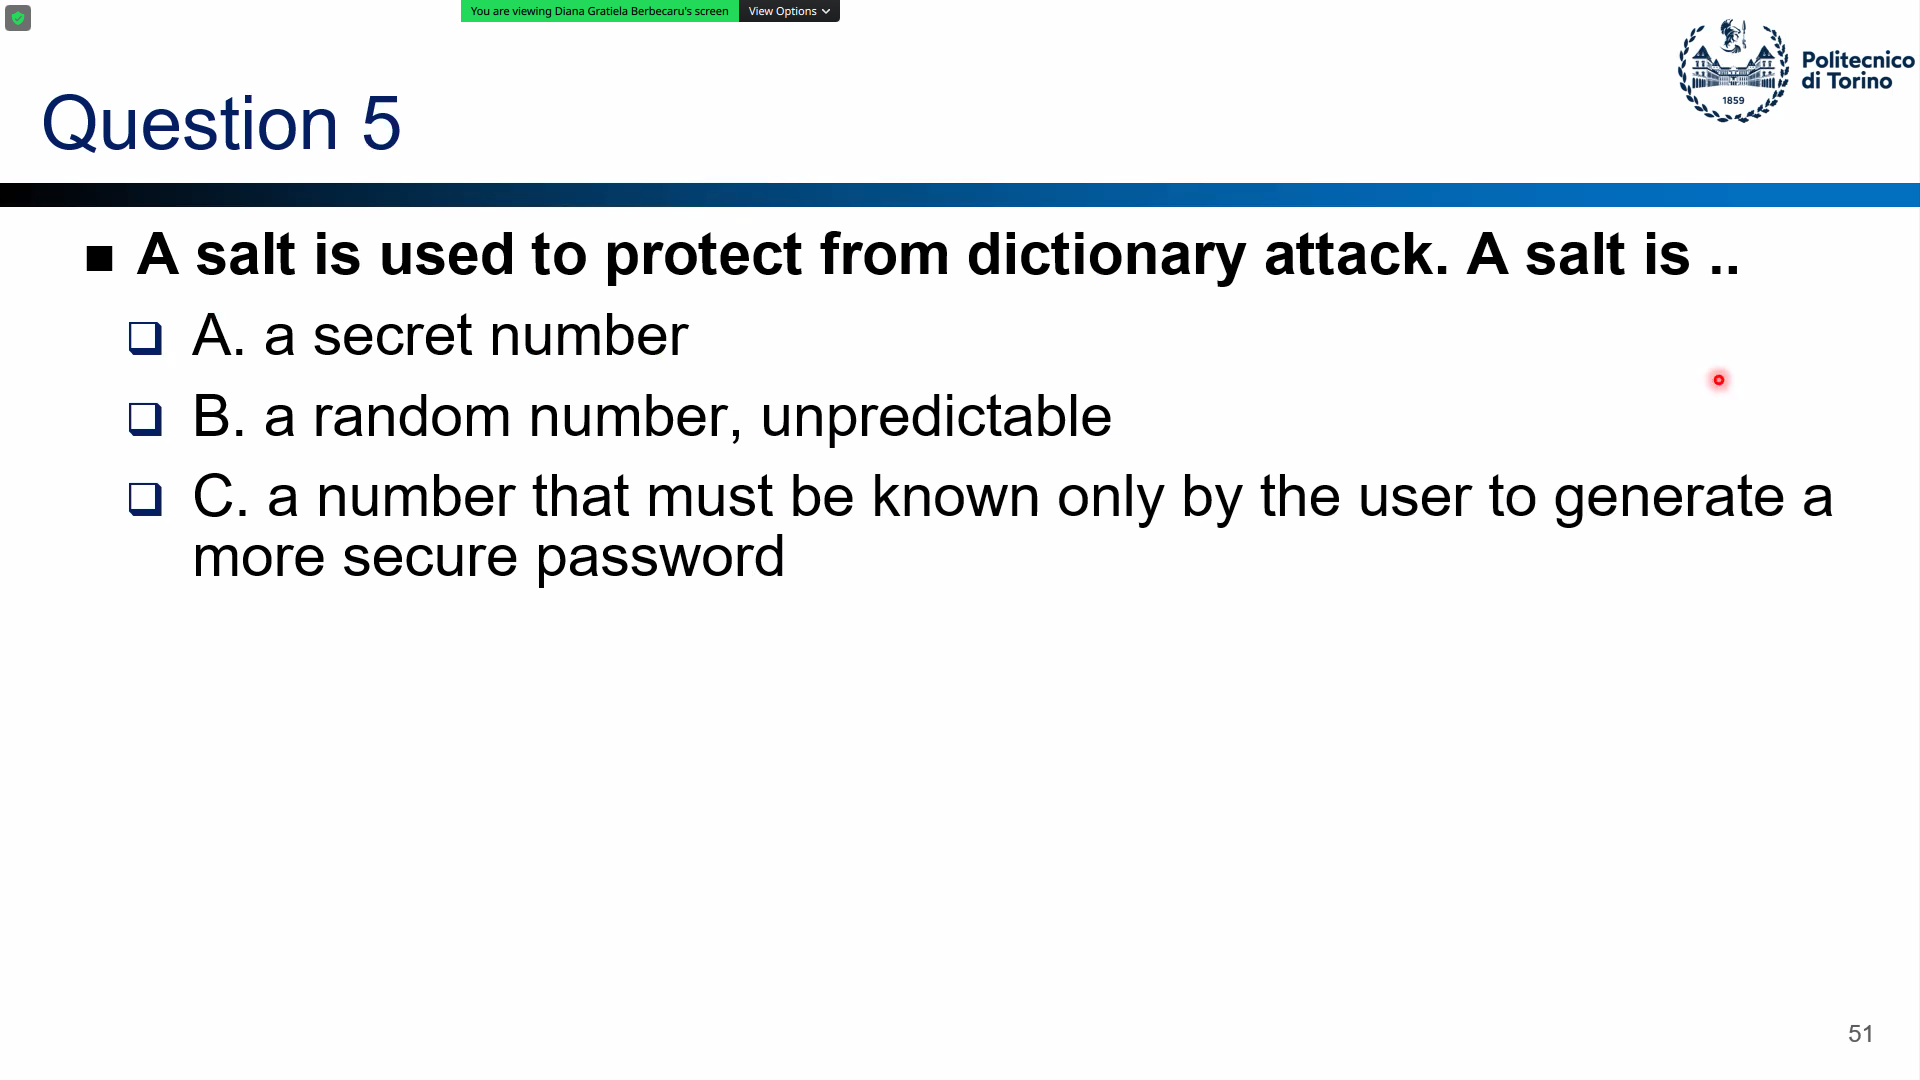 You are viewing Diana Gratiela Berbecaru's screen
View Options
Politecnico
di Torino
1859
Question 5
A salt is used to protect from dictionary attack. A salt is ..
A. a secret number
B. a random number, unpredictable
C. a number that must be known only by the user to generate a
more secure password
51